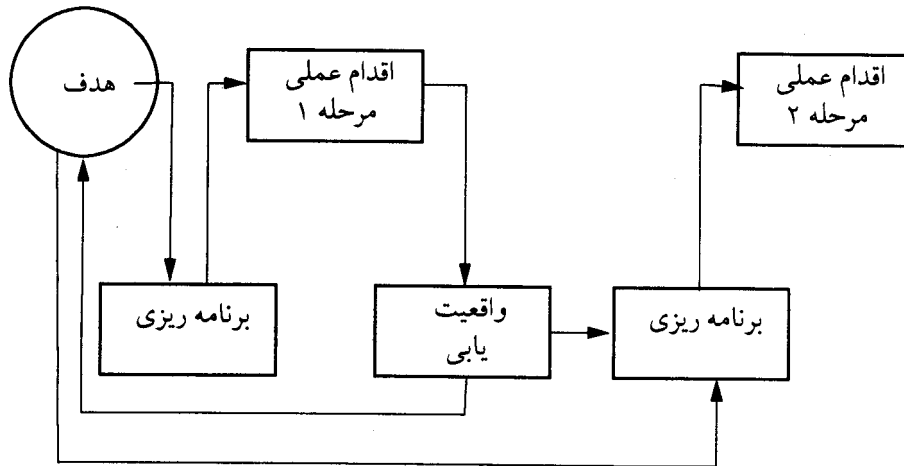 هدف
اقدام عملی
مرحله ۱
اقدام عملی
مرحله ۲
برنامه ریزی
واقعیت
یابی
برنامه ریزی